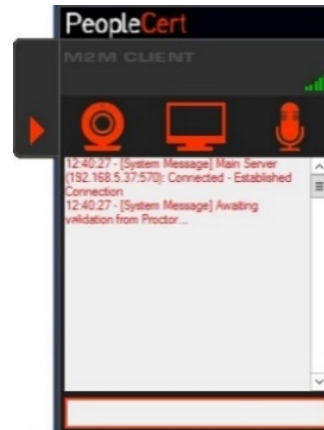 PeopleCert
M2M CLIENT
12:40:27 - [System Message] Main Server
(192.168.5.37:570): Connected - Established
Connection
12:40:27 - [System Message] Awaiting
validation from Proctor...